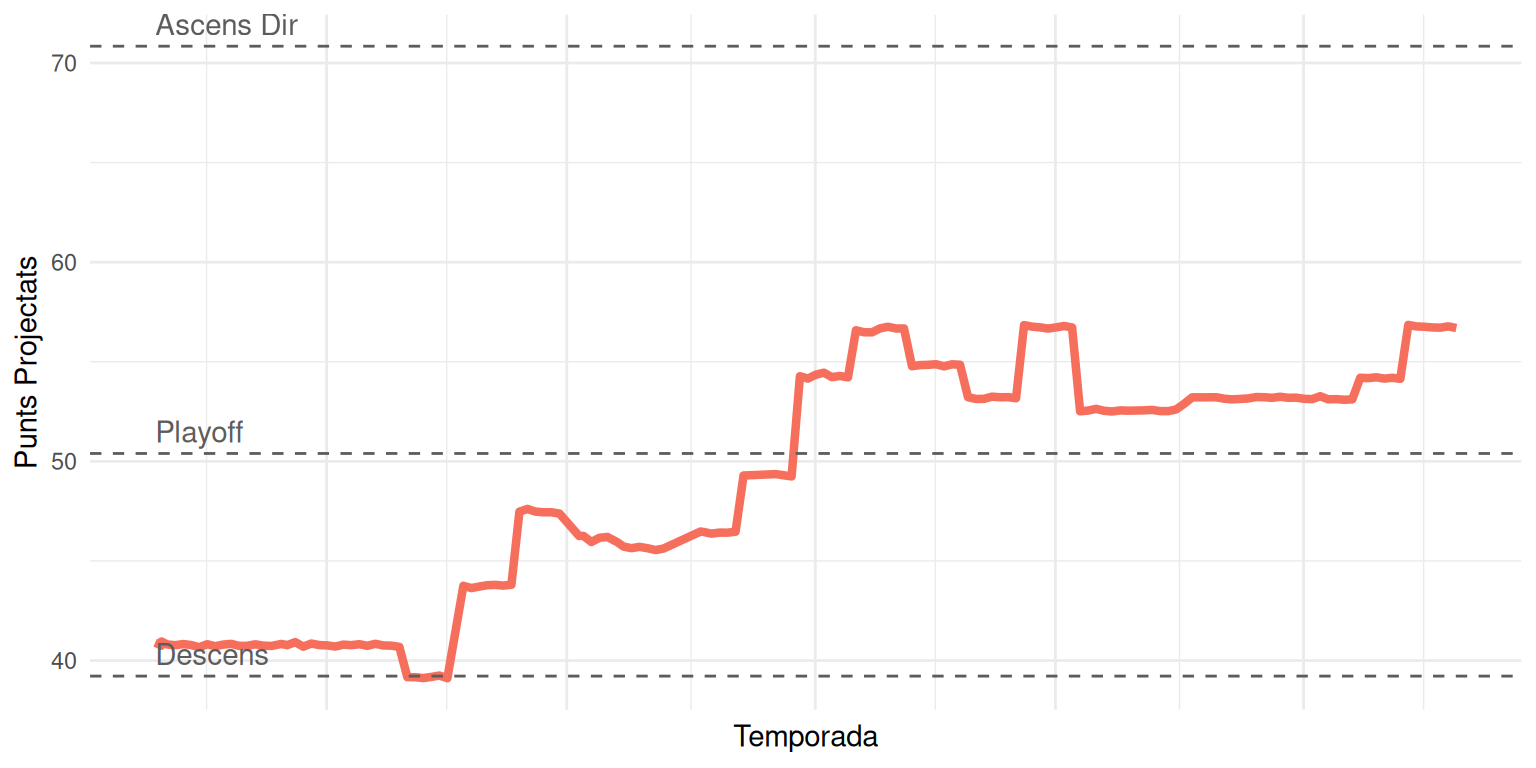 Ascens Dir
70
60
Punts Projectats
Playoff
50
Descens
40
Temporada